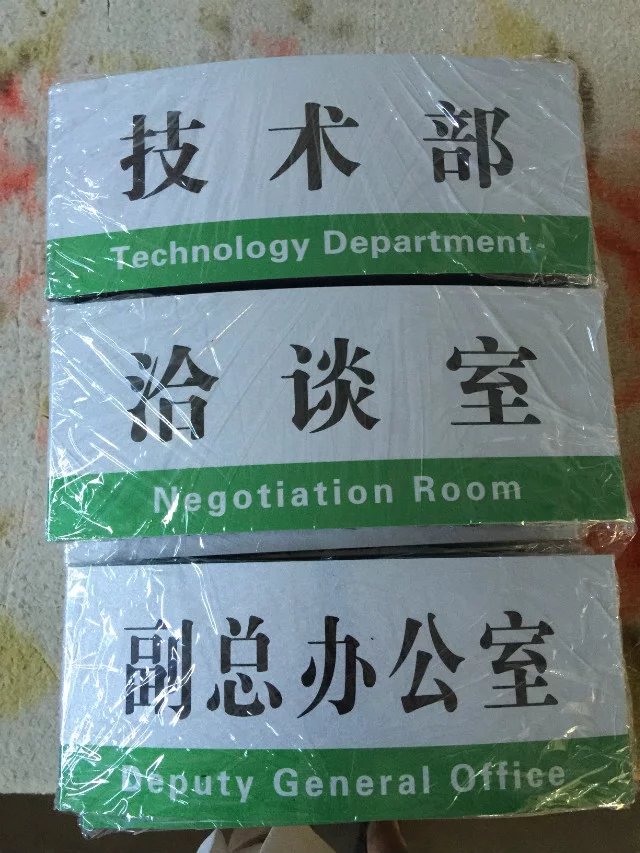 技术部
Technology Department
洽谈室
Negotiation Room
副总办公室
Deputy General Office